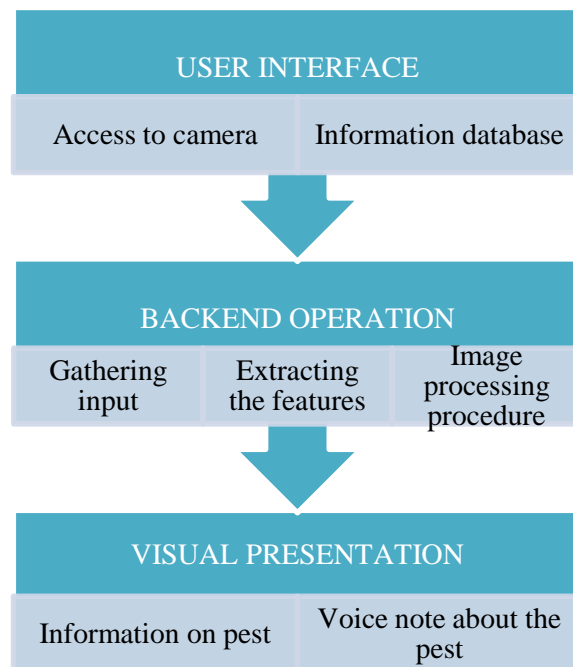 USER INTERFACE
Access to camera
Information database
BACKEND OPERATION
Gathering
input
Extracting
the features
Image
processing
procedure
VISUAL PRESENTATION
Information on pest
Voice note about the
pest